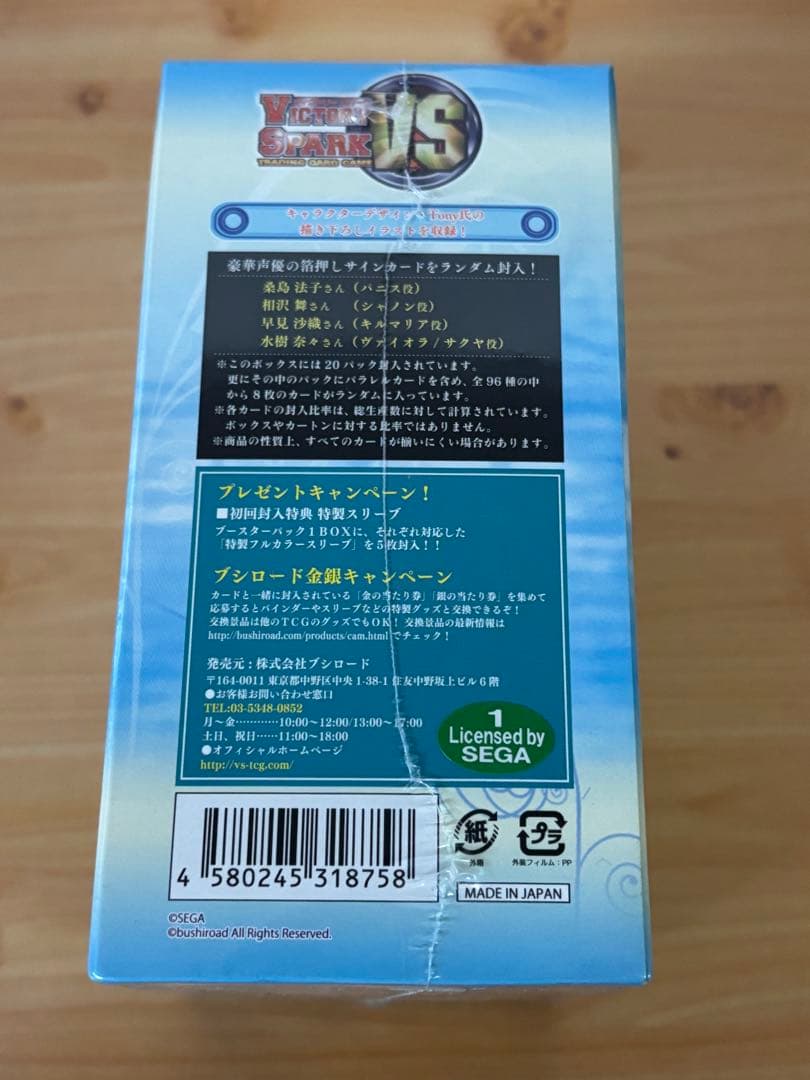 VICTORY
SPARK
TRADING CARD GAME
VS
キャラクターデザイン・Tony氏の
描き下ろしイラストを収録！
豪華声優の箔押しサインカードをランダム封入！
桑島 法子さん（パニス役）
相沢 舞さん （シャノン役）
早見 沙織さん（キルマリア役）
水樹 奈々さん（ヴァイオラ/サクヤ役）
※このボックスには20パック封入されています。
更にその中のパックにパラレルカードを含め、全96種の中
から8枚のカードがランダムに入っています。
※各カードの封入比率は、総生産数に対して計算されています。
ボックスやカートンに対する比率ではありません。
※商品の性質上、すべてのカードが揃いにくい場合があります。
プレゼントキャンペーン！
■初回封入特典 特製スリーブ
ブースターパック1BOXに、それぞれ対応した
「特製フルカラースリーブ」を5枚封入！！
ブシロード金銀キャンペーン
カードと一緒に封入されている「金の当たり券」「銀の当たり券」を集めて
応募するとバインダーやスリーブなどの特製グッズと交換できるぞ！
交換景品は他のTCGのグッズでもOK！交換景品の最新情報は
http://bushiroad.com/products/cam.htmlでチェック！
発売元：株式会社ブシロード
〒164-0011 東京都中野区中央1-38-1 住友中野坂上ビル6階
●お客様お問い合わせ窓口
TEL:03-5348-0852
月～金…………10:00～12:00/13:00～17:00
土日、祝日……11:00～18:00
●オフィシャルホームページ
http://vs-tcg.com/
1
Licensed by
SEGA
4 580245 318758
紙
外箱
プラ
外装フィルム：PP
MADE IN JAPAN
©SEGA
©bushiroad All Rights Reserved.